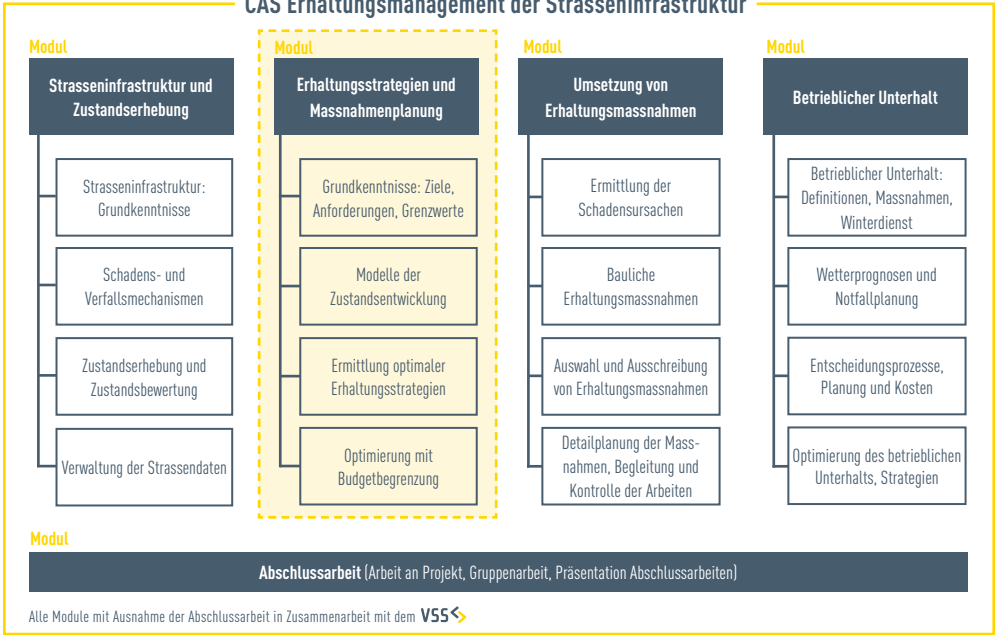 CAS Erhaltungsmanagement der Strasseninfrastruktur
Modul
Strasseninfrastruktur und
Zustandserhebung
Strasseninfrastruktur:
Grundkenntnisse
Schadens- und
Verfallsmechanismen
Zustandserhebung und
Zustandsbewertung
Verwaltung der Strassendaten
Modul
Erhaltungsstrategien und
Massnahmenplanung
Grundkenntnisse: Ziele,
Anforderungen, Grenzwerte
Modelle der
Zustandsentwicklung
Ermittlung optimaler
Erhaltungsstrategien
Optimierung mit
Budgetbegrenzung
Modul
Umsetzung von
Erhaltungsmassnahmen
Ermittlung der
Schadensursachen
Bauliche
Erhaltungsmassnahmen
Auswahl und Ausschreibung
von Erhaltungsmassnahmen
Detailplanung der Mass-
nahmen, Begleitung und
Kontrolle der Arbeiten
Modul
Betrieblicher Unterhalt
Betrieblicher Unterhalt:
Definitionen, Massnahmen,
Winterdienst
Wetterprognosen und
Notfallplanung
Entscheidungsprozesse,
Planung und Kosten
Optimierung des betrieblichen
Unterhalts, Strategien
Modul
Abschlussarbeit (Arbeit an Projekt, Gruppenarbeit, Präsentation Abschlussarbeiten)
Alle Module mit Ausnahme der Abschlussarbeit in Zusammenarbeit mit dem VSS